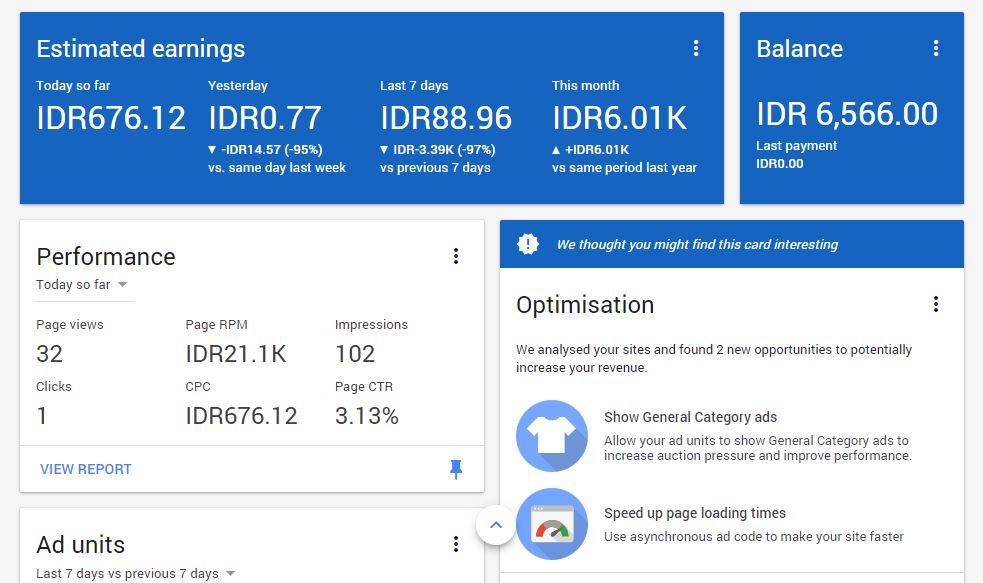 Estimated earnings
Today so far
IDR676.12
Yesterday
IDR0.77
▼ -IDR14.57 (-95%)
vs. same day last week
Last 7 days
IDR88.96
▼ IDR-3.39K (-97%)
vs previous 7 days
This month
IDR6.01K
▲ +IDR6.01K
vs same period last year
Balance
IDR 6,566.00
Last payment
IDR0.00
Performance
Today so far
Page views
32
Page RPM
IDR21.1K
Impressions
102
Clicks
1
CPC
IDR676.12
Page CTR
3.13%
VIEW REPORT
Ad units
Last 7 days vs previous 7 days
We thought you might find this card interesting
Optimisation
We analysed your sites and found 2 new opportunities to potentially
increase your revenue.
Show General Category ads
Allow your ad units to show General Category ads to
increase auction pressure and improve performance.
Speed up page loading times
Use asynchronous ad code to make your site faster